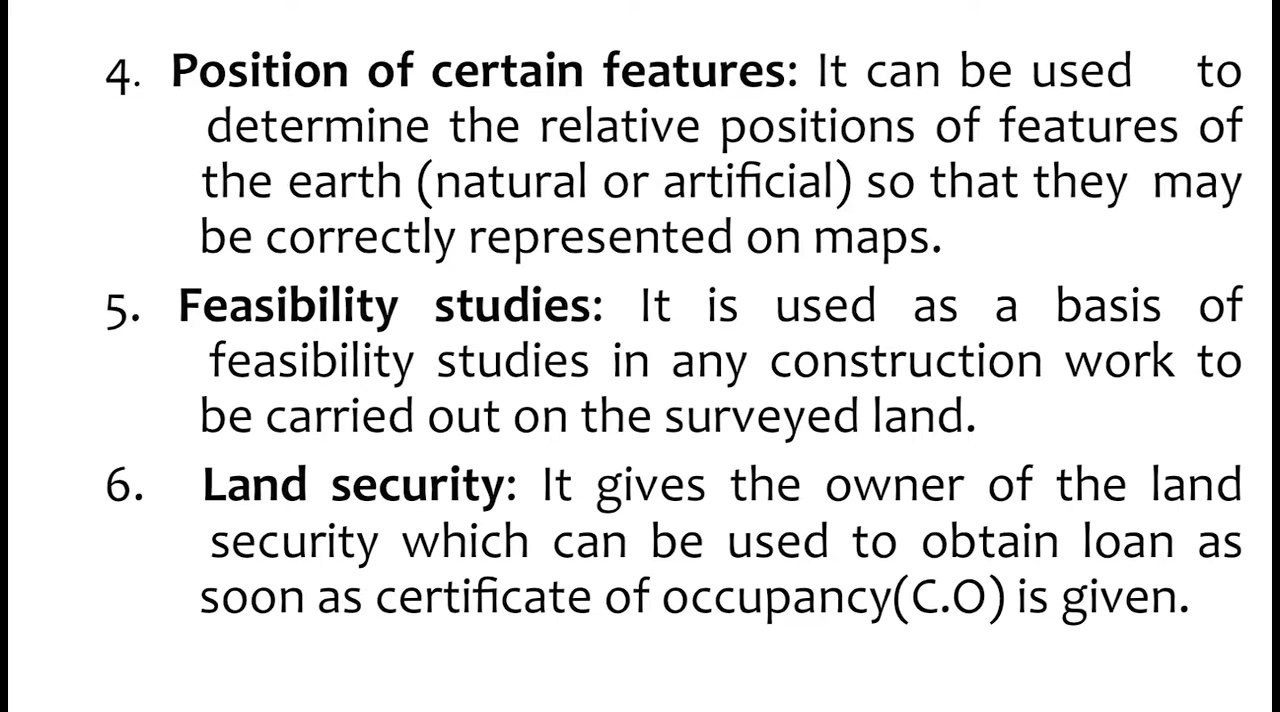 4. Position of certain features: It can be used to
determine the relative positions of features of
the earth (natural or artificial) so that they may
be correctly represented on maps.
5. Feasibility studies: It is used as a basis of
feasibility studies in any construction work to
be carried out on the surveyed land.
6. Land security: It gives the owner of the land
security which can be used to obtain loan as
soon as certificate of occupancy(C.O) is given.